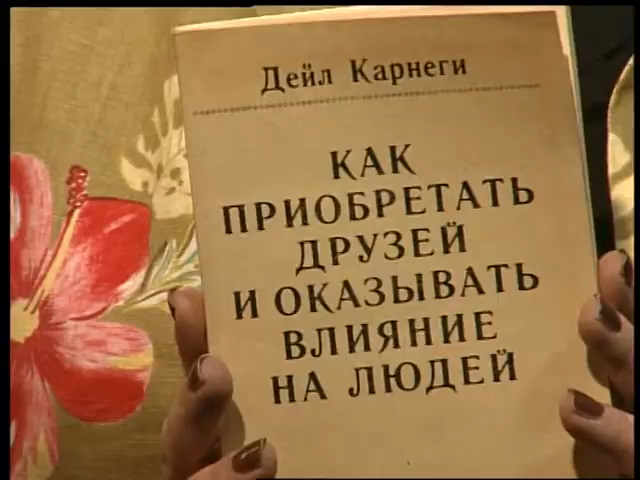 Дейл Карнеги
КАК
ПРИОБРЕТАТЬ
ДРУЗЕЙ
И ОКАЗЫВАТЬ
ВЛИЯНИЕ
НА ЛЮДЕЙ